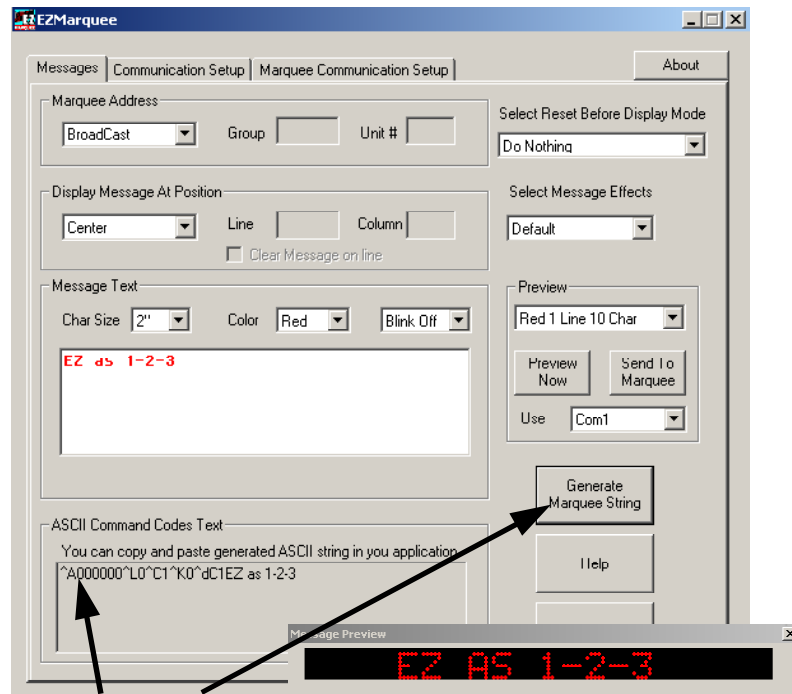 EZMarquee
Messages
Communication Setup
Marquee Communication Setup
About
Marquee Address
BroadCast
Group
Unit #
Select Reset Before Display Mode
Do Nothing
Display Message At Position
Center
Line
Column
Clear Message on line
Select Message Effects
Default
Message Text
Char Size
2"
Color
Red
Blink Off
EZ as 1-2-3
Preview
Red 1 Line 10 Char
Preview
Now
Send To
Marquee
Use
Com1
Generate
Marquee String
ASCII Command Codes Text
You can copy and paste generated ASCII string in you application
^A000000^L0^C1^K0^dC1EZ as 1-2-3
Help
Message Preview
EZ AS 1-2-3